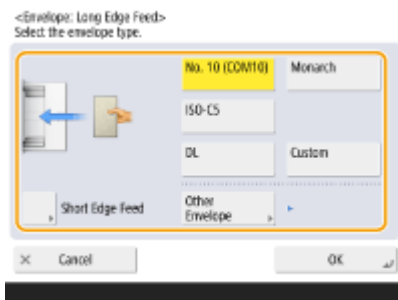 <Envelope: Long Edge Feed>
Select the envelope type.
No. 10 (COM10)
Monarch
ISO-C5
DL
Custom
Short Edge Feed
Other
Envelope
Cancel
OK